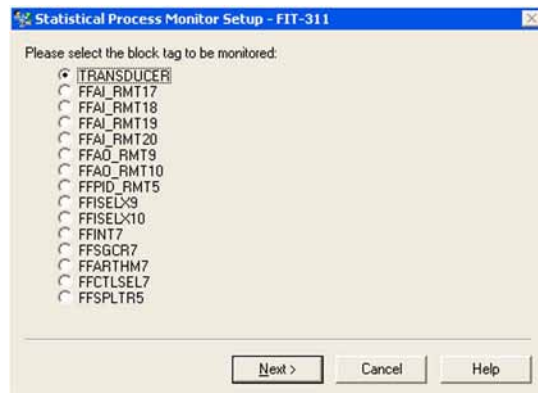 Statistical Process Monitor Setup - FIT-311
Please select the block tag to be monitored:
TRANSDUCER
FFAI_RMT17
FFAI_RMT18
FFAI_RMT19
FFAI_RMT20
FFAO_RMT9
FFAO_RMT10
FFPID_RMT5
FFISELX9
FFISELX10
FFINT7
FFSGCR7
FFARTHM7
FFCTLSEL7
FFSPLTR5
Next >
Cancel
Help